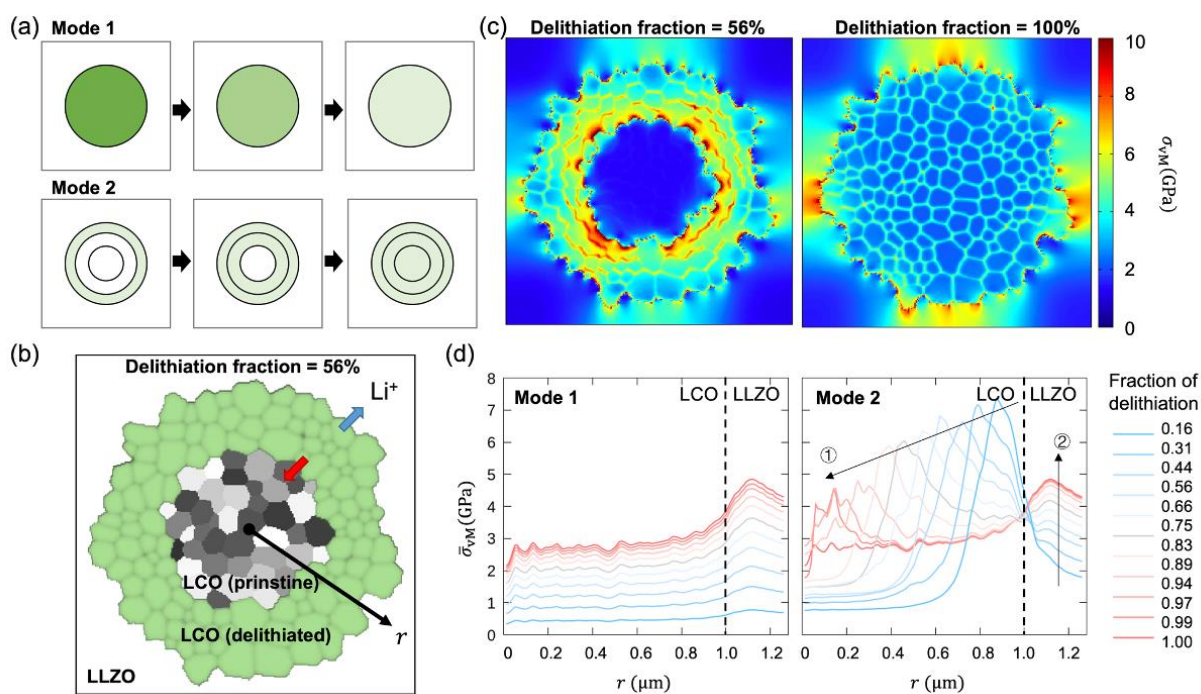 (a)
Mode 1
Mode 2
(b)
Delithiation fraction = 56%
Li⁺
LCO (prinstine)
r
LCO (delithiated)
LLZO
(c)
Delithiation fraction = 56%
Delithiation fraction = 100%
10
8
6
4
2
0
σvM (GPa)
(d)
8
7
6
5
4
3
2
1
0
σ̄vM (GPa)
Mode 1
LCO
LLZO
0 0.2 0.4 0.6 0.8 1.0 1.2
r (μm)
Mode 2
LCO
LLZO
①
②
0 0.2 0.4 0.6 0.8 1.0 1.2
r (μm)
Fraction of
delithiation
0.16
0.31
0.44
0.56
0.66
0.75
0.83
0.89
0.94
0.97
0.99
1.00